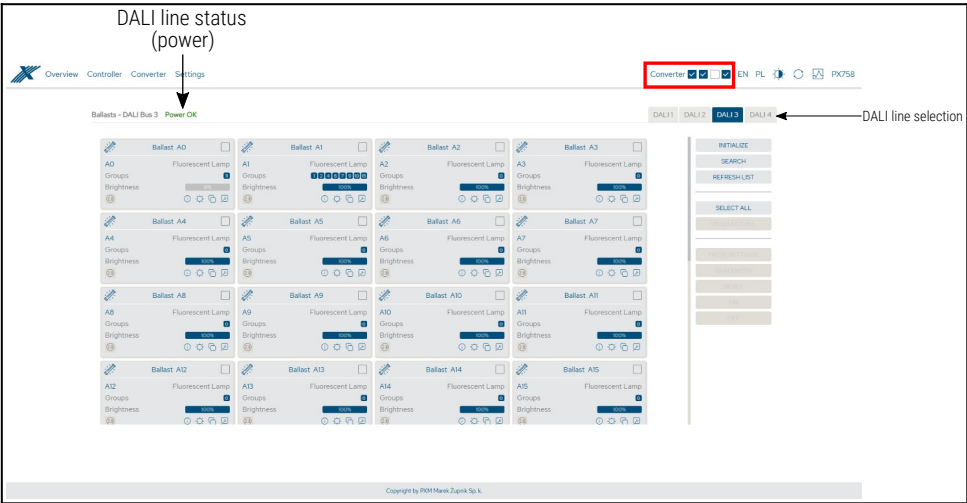 DALI line status
(power)
Overview Controller Converter Settings
Converter EN PL PX758
Ballasts - DALI Bus 3 Power OK
DALI 1 DALI 2 DALI 3 DALI 4
DALI line selection
Ballast A0 Ballast A1 Ballast A2 Ballast A3
A0 Fluorescent Lamp A1 Fluorescent Lamp A2 Fluorescent Lamp A3 Fluorescent Lamp
Groups Groups Groups Groups
Brightness Brightness 100% Brightness 100% Brightness 100%
Ballast A4 Ballast A5 Ballast A6 Ballast A7
A4 Fluorescent Lamp A5 Fluorescent Lamp A6 Fluorescent Lamp A7 Fluorescent Lamp
Groups Groups Groups Groups
Brightness 100% Brightness 100% Brightness 100% Brightness 100%
Ballast A8 Ballast A9 Ballast A10 Ballast A11
A8 Fluorescent Lamp A9 Fluorescent Lamp A10 Fluorescent Lamp A11 Fluorescent Lamp
Groups Groups Groups Groups
Brightness 100% Brightness 100% Brightness 100% Brightness 100%
Ballast A12 Ballast A13 Ballast A14 Ballast A15
A12 Fluorescent Lamp A13 Fluorescent Lamp A14 Fluorescent Lamp A15 Fluorescent Lamp
Groups Groups Groups Groups
Brightness 100% Brightness 100% Brightness 100% Brightness 100%
INITIALIZE
SEARCH
REFRESH LIST
SELECT ALL
Copyright by PKM Marek Żupnik Sp. k.